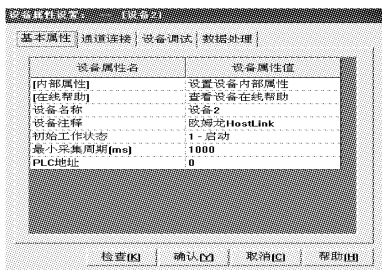 设备属性设置: -- [设备2]
基本属性 通道连接 设备调试 数据处理
设备属性名 设备属性值
[内部属性] 设置设备内部属性
[在线帮助] 查看设备在线帮助
设备名称 设备2
设备注释 欧姆龙HostLink
初始工作状态 1 - 启动
最小采集周期[ms] 1000
PLC地址 0
检查[K] 确认[Y] 取消[C] 帮助[H]